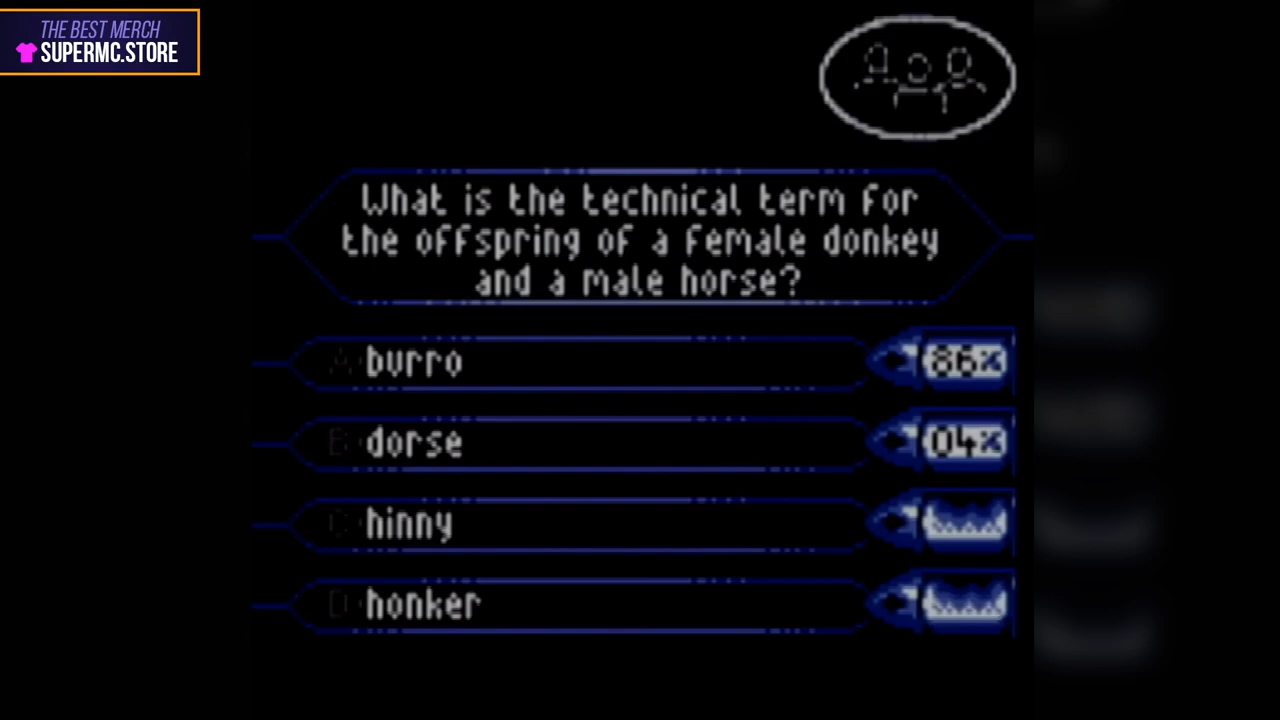 THE BEST MERCH
SUPERMC.STORE
What is the technical term for
the offspring of a female donkey
and a male horse?
A: burro 86%
B: dorse 04%
C: hinny
D: honker